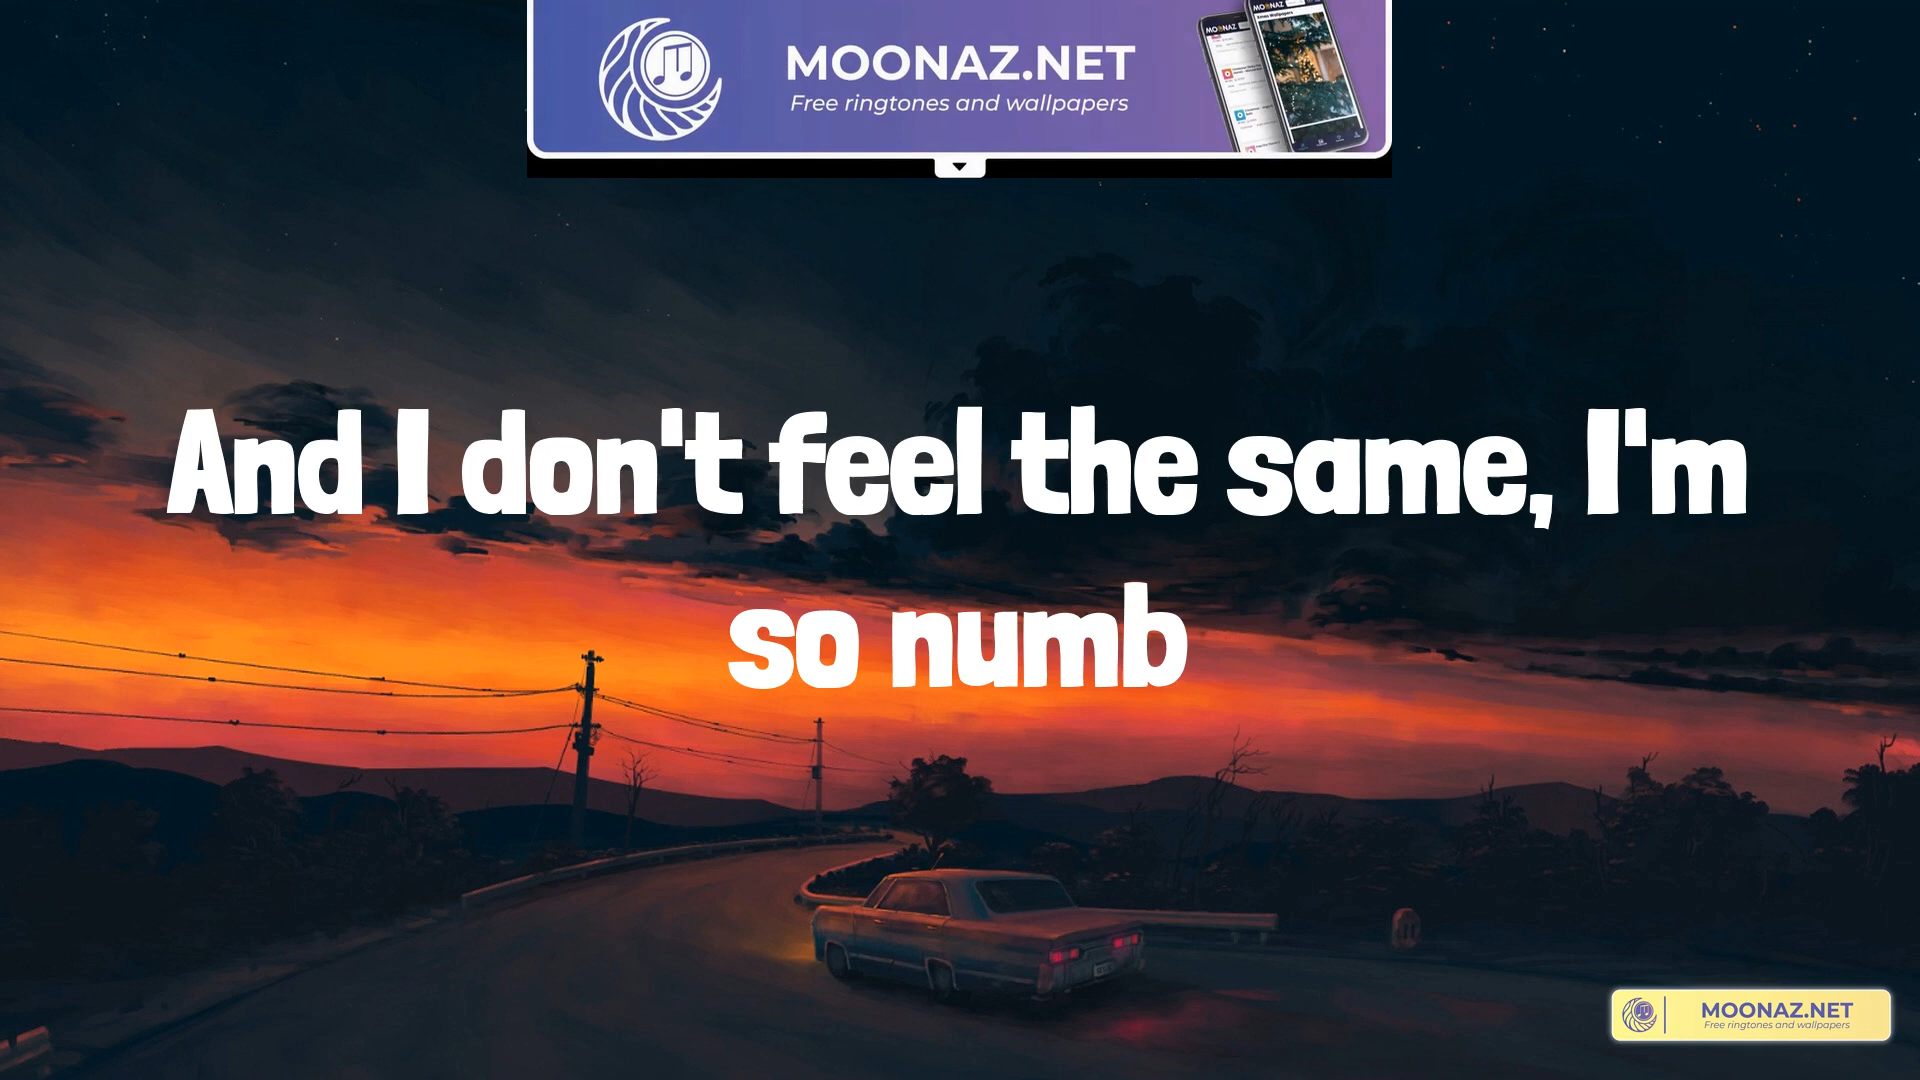 MOONAZ.NET
Free ringtones and wallpapers
And I don't feel the same, I'm
so numb
MOONAZ.NET
Free ringtones and wallpapers